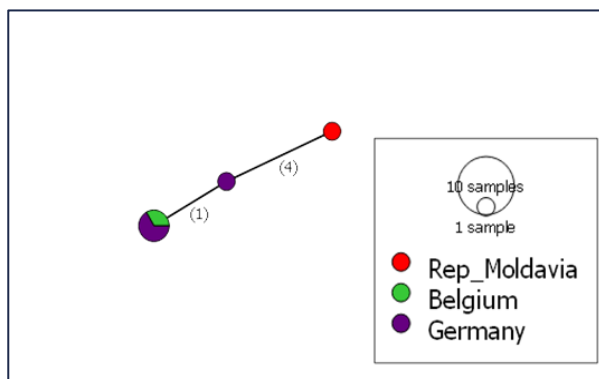 (4)
(1)
10 samples
1 sample
Rep_Moldavia
Belgium
Germany